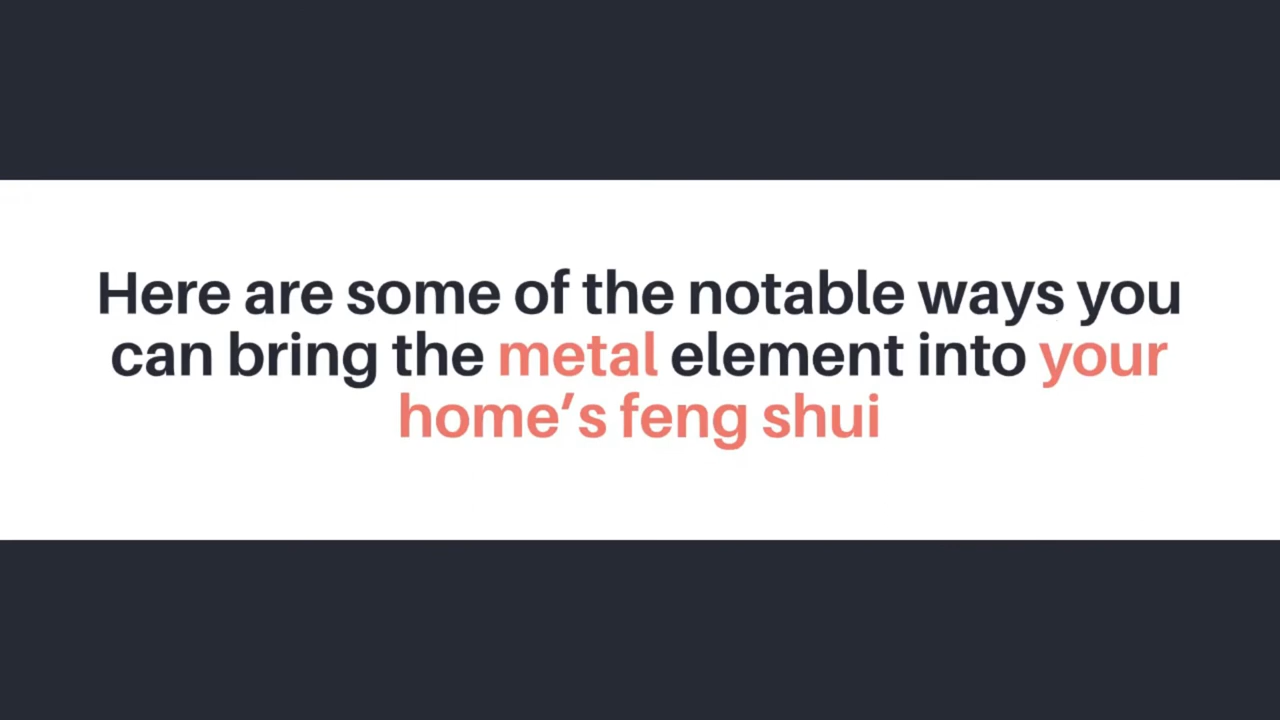 Here are some of the notable ways you
can bring the metal element into your
home’s feng shui